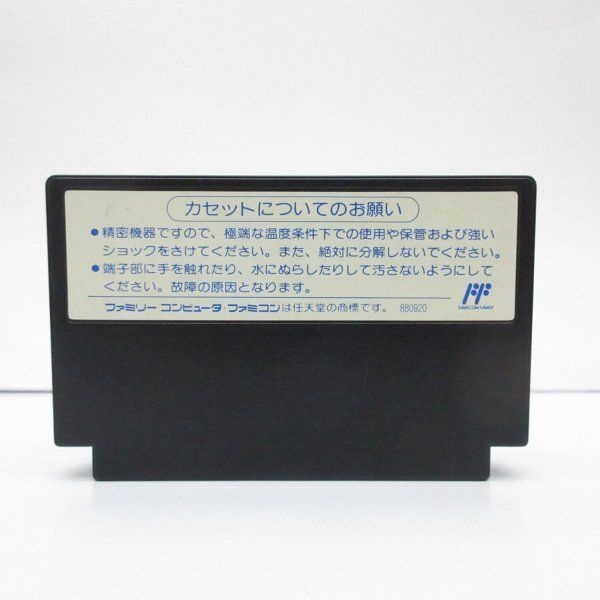 カセットについてのお願い
●精密機器ですので、極端な温度条件下での使用や保管および強い
ショックをさけてください。また、絶対に分解しないでください。
●端子部に手を触れたり、水にぬらしたりして汚さないようにして
ください。故障の原因となります。
ファミリー コンピュータ・ファミコンは任天堂の商標です。 880920
FF